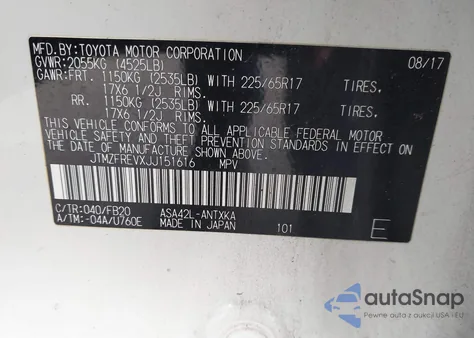 MFD.BY:TOYOTA MOTOR CORPORATION 08/17
GVWR:2055KG (4525LB)
GAWR:FRT. 1150KG (2535LB) WITH 225/65R17 TIRES,
17X6 1/2J RIMS.
RR. 1150KG (2535LB) WITH 225/65R17 TIRES,
17X6 1/2J RIMS.
THIS VEHICLE CONFORMS TO ALL APPLICABLE FEDERAL MOTOR
VEHICLE SAFETY AND THEFT PREVENTION STANDARDS IN EFFECT ON
THE DATE OF MANUFACTURE SHOWN ABOVE.
JTMZFREVXJJ151616 MPV
C/TR:040/FB20 ASA42L-ANTXKA
A/TM:-04A/U760E MADE IN JAPAN 101 E
autoSnap
Pewne auto z USA i EU